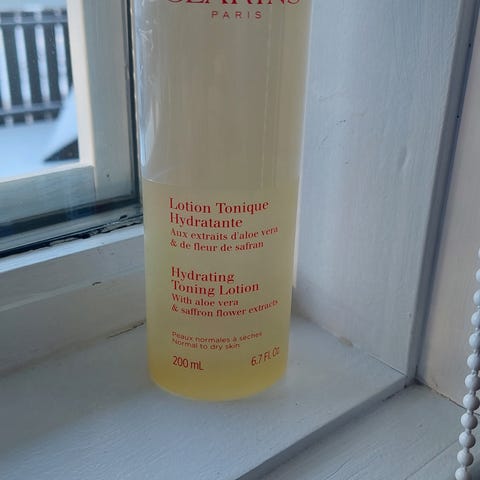 CLARINS
PARIS
Lotion Tonique
Hydratante
Aux extraits d'aloe vera
& de fleur de safran
Hydrating
Toning Lotion
With aloe vera
& saffron flower extracts
Peaux normales à sèches
Normal to dry skin
200 mL 6.7 Fl. Oz